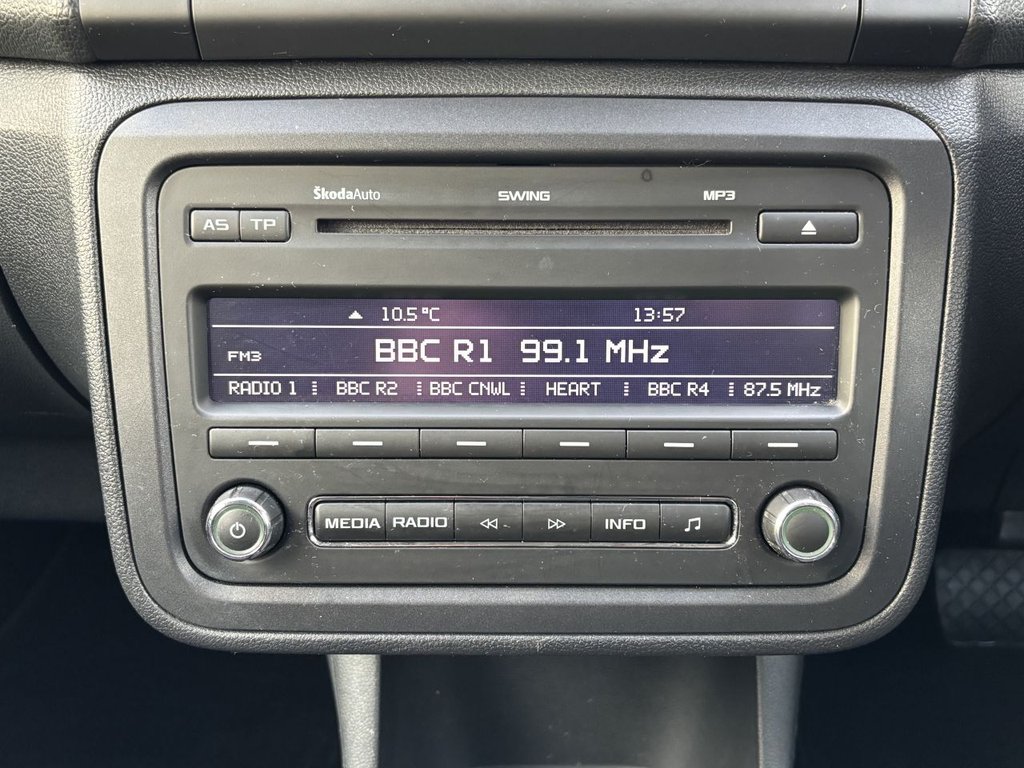 ŠkodaAuto SWING MP3
AS TP
10.5 °C 13:57
BBC R1 99.1 MHz
FM3
RADIO 1 BBC R2 BBC CNWL HEART BBC R4 87.5 MHz
MEDIA RADIO INFO